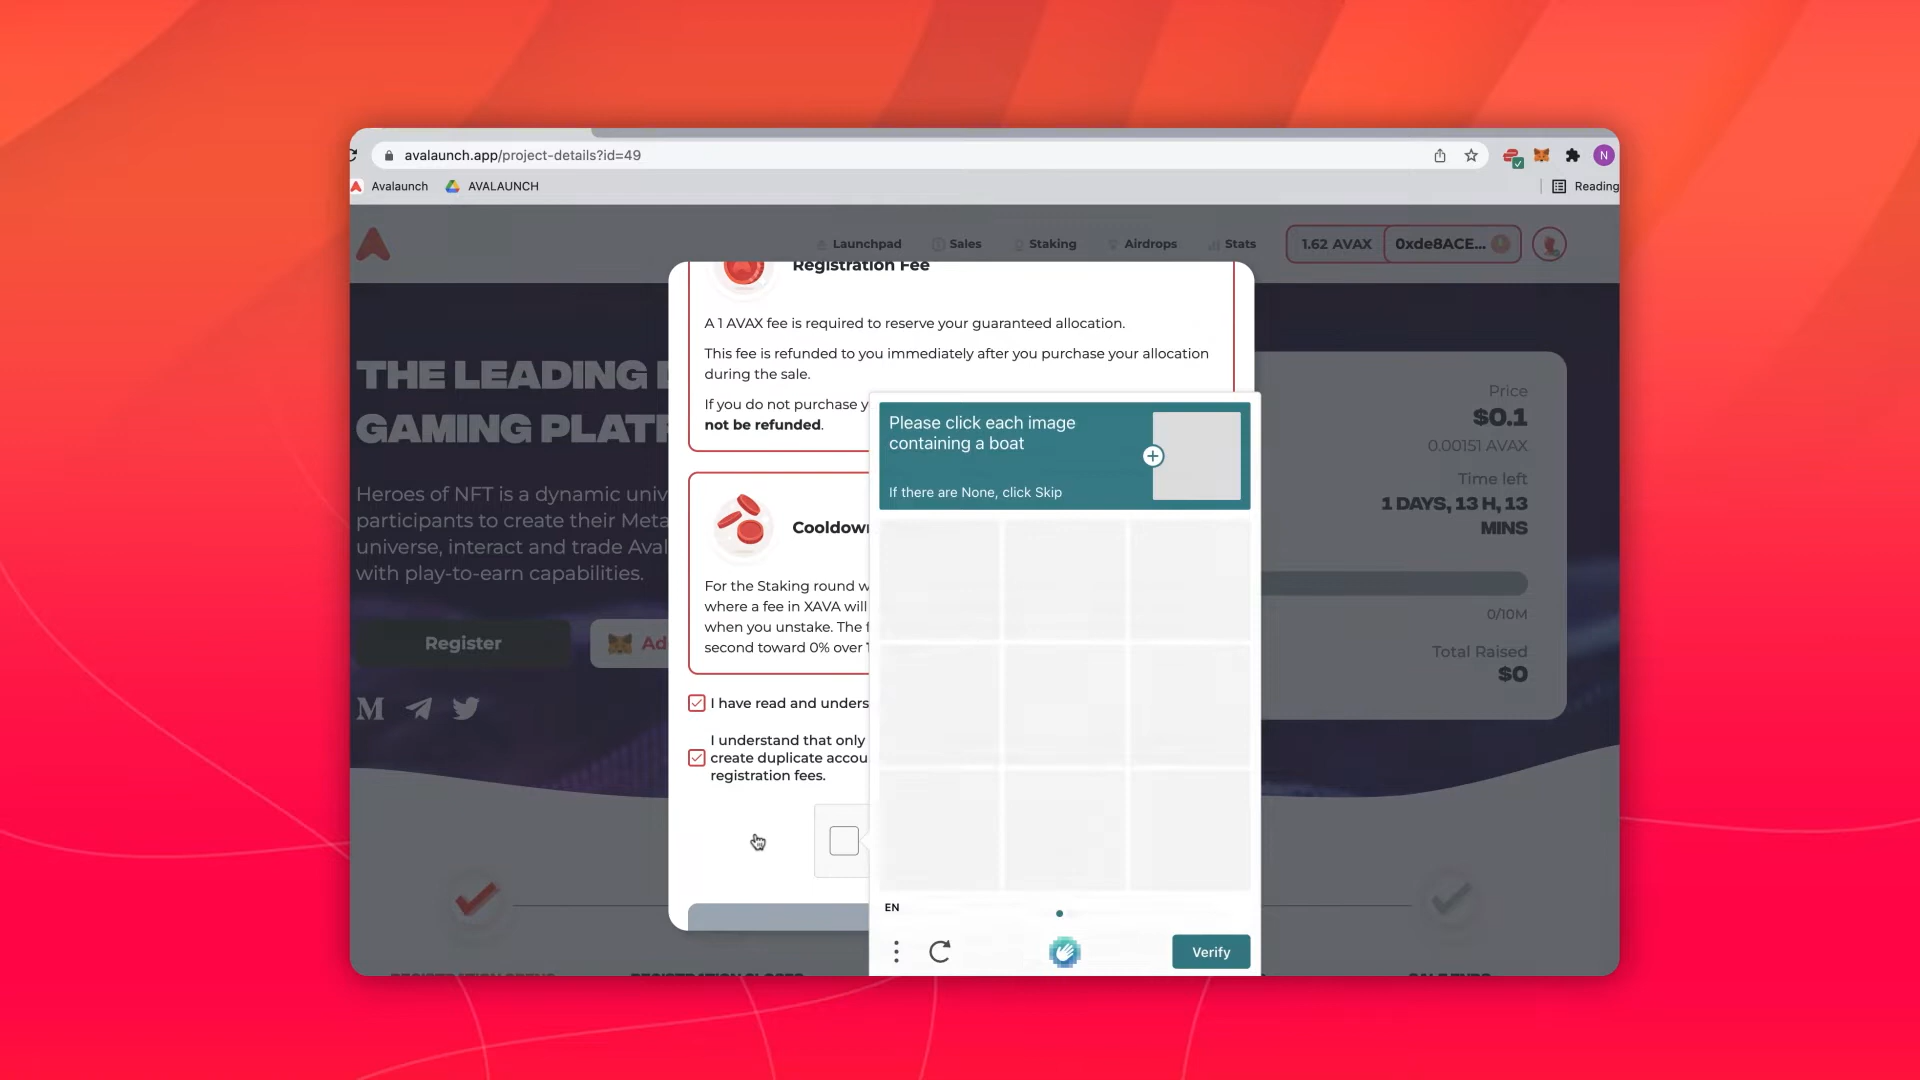 avalaunch.app/project-details?id=49
N
Avalaunch
AVALAUNCH
Reading
Launchpad
Sales
Staking
Airdrops
Stats
1.62 AVAX
0xde8ACE...
Registration Fee
A 1 AVAX fee is required to reserve your guaranteed allocation.
This fee is refunded to you immediately after you purchase your allocation
during the sale.
If you do not purchase y
not be refunded.
THE LEADING
GAMING PLAT
Heroes of NFT is a dynamic univ
participants to create their Meta
universe, interact and trade Aval
with play-to-earn capabilities.
Register
Ad
Cooldown
For the Staking round w
where a fee in XAVA will
when you unstake. The f
second toward 0% over 1
I have read and unders
I understand that only
create duplicate accou
registration fees.
Please click each image
containing a boat
If there are None, click Skip
EN
Verify
Price
$0.1
0.00151 AVAX
Time left
1 DAYS, 13 H, 13
MINS
0/10M
Total Raised
$0